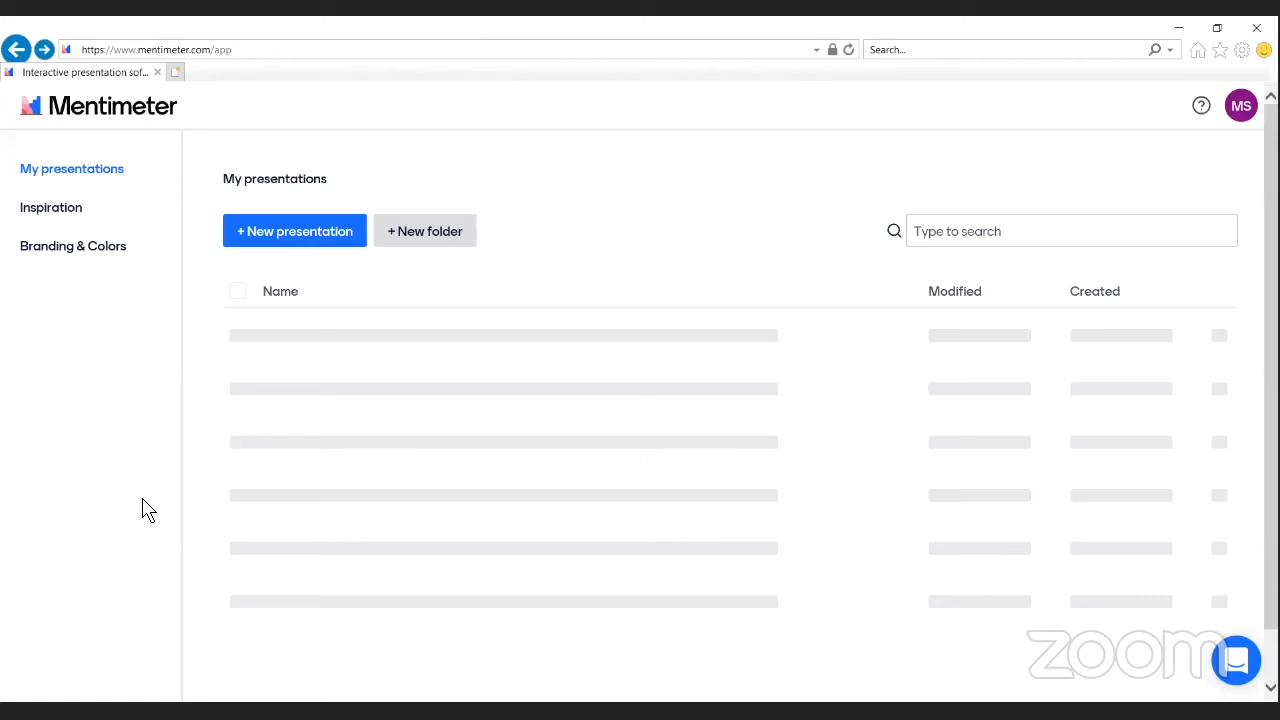 https://www.mentimeter.com/app
Search...
Interactive presentation sof...
Mentimeter
MS
My presentations
Inspiration
Branding & Colors
My presentations
+ New presentation
+ New folder
Type to search
Name
Modified
Created
zoom